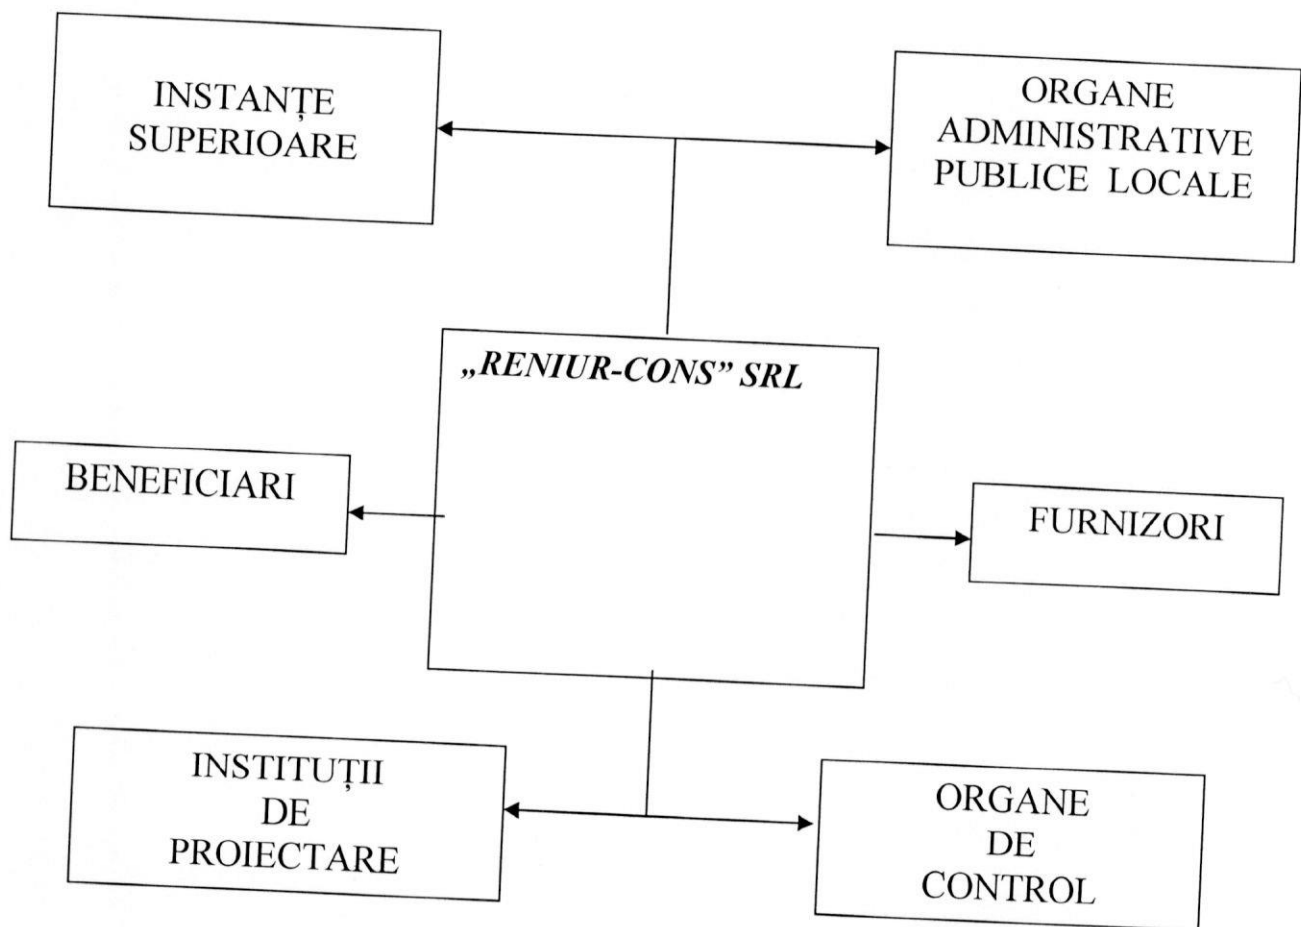 INSTANȚE
SUPERIOARE
ORGANE
ADMINISTRATIVE
PUBLICE LOCALE
„RENIUR-CONS” SRL
BENEFICIARI
FURNIZORI
INSTITUȚII
DE
PROIECTARE
ORGANE
DE
CONTROL